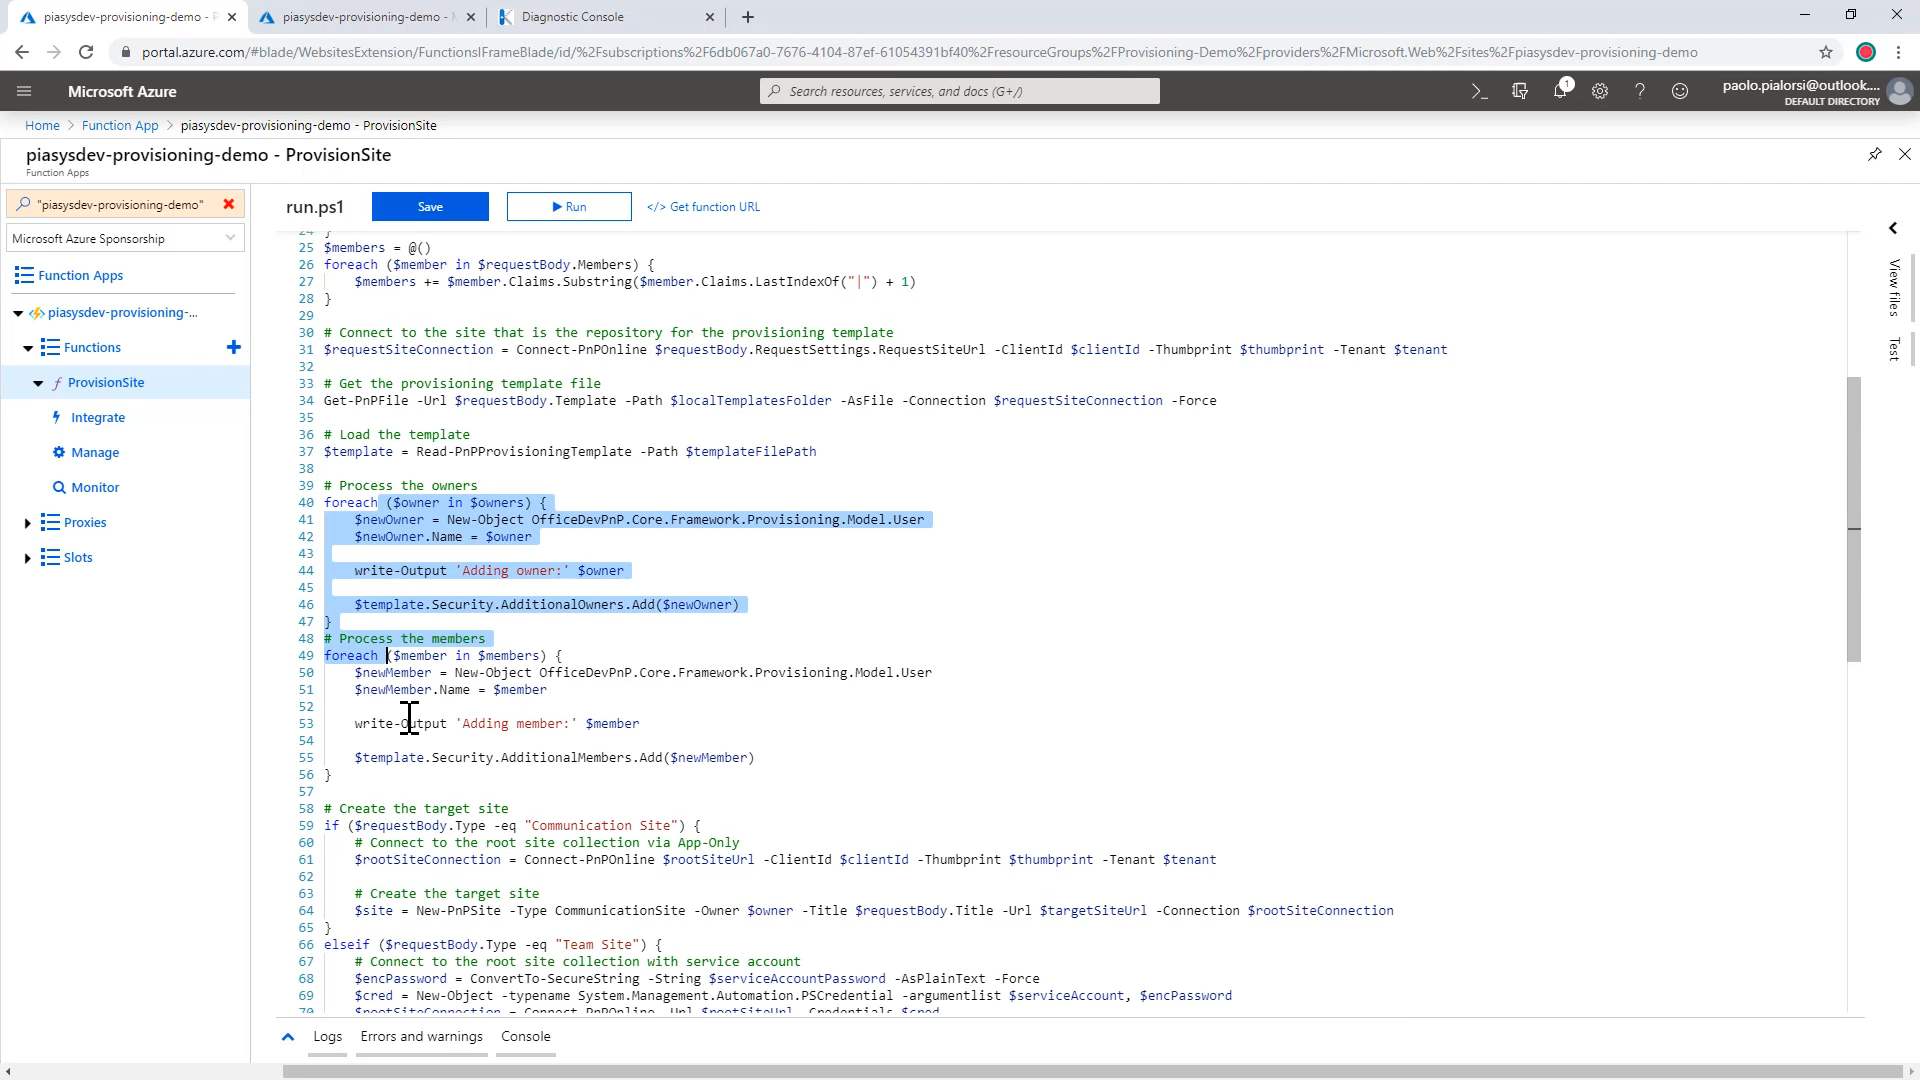 piasysdev-provisioning-demo - P
piasysdev-provisioning-demo - M
Diagnostic Console
portal.azure.com/#blade/WebsitesExtension/FunctionsIFrameBlade/id/%2Fsubscriptions%2F6db067a0-7676-4104-87ef-61054391bf40%2FresourceGroups%2FProvisioning-Demo%2Fproviders%2FMicrosoft.Web%2Fsites%2Fpiasysdev-provisioning-demo
Microsoft Azure
Search resources, services, and docs (G+/)
1
paolo.pialorsi@outlook....
DEFAULT DIRECTORY
Home > Function App > piasysdev-provisioning-demo - ProvisionSite
piasysdev-provisioning-demo - ProvisionSite
Function Apps
"piasysdev-provisioning-demo"
Microsoft Azure Sponsorship
Function Apps
piasysdev-provisioning-...
Functions
ProvisionSite
Integrate
Manage
Monitor
Proxies
Slots
run.ps1
Save
Run
</> Get function URL
View files
Test
24 }
25 $members = @()
26 foreach ($member in $requestBody.Members) {
27 $members += $member.Claims.Substring($member.Claims.LastIndexOf("|") + 1)
28 }
29
30 # Connect to the site that is the repository for the provisioning template
31 $requestSiteConnection = Connect-PnPOnline $requestBody.RequestSettings.RequestSiteUrl -ClientId $clientId -Thumbprint $thumbprint -Tenant $tenant
32
33 # Get the provisioning template file
34 Get-PnPFile -Url $requestBody.Template -Path $localTemplatesFolder -AsFile -Connection $requestSiteConnection -Force
35
36 # Load the template
37 $template = Read-PnPProvisioningTemplate -Path $templateFilePath
38
39 # Process the owners
40 foreach ($owner in $owners) {
41 $newOwner = New-Object OfficeDevPnP.Core.Framework.Provisioning.Model.User
42 $newOwner.Name = $owner
43
44 write-Output 'Adding owner:' $owner
45
46 $template.Security.AdditionalOwners.Add($newOwner)
47 }
48 # Process the members
49 foreach ($member in $members) {
50 $newMember = New-Object OfficeDevPnP.Core.Framework.Provisioning.Model.User
51 $newMember.Name = $member
52
53 write-Output 'Adding member:' $member
54
55 $template.Security.AdditionalMembers.Add($newMember)
56 }
57
58 # Create the target site
59 if ($requestBody.Type -eq "Communication Site") {
60 # Connect to the root site collection via App-Only
61 $rootSiteConnection = Connect-PnPOnline $rootSiteUrl -ClientId $clientId -Thumbprint $thumbprint -Tenant $tenant
62
63 # Create the target site
64 $site = New-PnPSite -Type CommunicationSite -Owner $owner -Title $requestBody.Title -Url $targetSiteUrl -Connection $rootSiteConnection
65 }
66 elseif ($requestBody.Type -eq "Team Site") {
67 # Connect to the root site collection with service account
68 $encPassword = ConvertTo-SecureString -String $serviceAccountPassword -AsPlainText -Force
69 $cred = New-Object -typename System.Management.Automation.PSCredential -argumentlist $serviceAccount, $encPassword
70 $rootSiteConnection = Connect-PnPOnline -Url $rootSiteUrl -Credentials $cred
Logs
Errors and warnings
Console